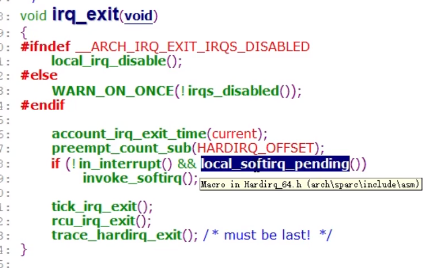 void irq_exit(void)
{
#ifndef __ARCH_IRQ_EXIT_IRQS_DISABLED
local_irq_disable();
#else
WARN_ON_ONCE(!irqs_disabled());
#endif
account_irq_exit_time(current);
preempt_count_sub(HARDIRQ_OFFSET);
if (!in_interrupt() && local_softirq_pending())
invoke_softirq();
Macro in Hardirq_64.h (arch\sparc\include\asm)
tick_irq_exit();
rcu_irq_exit();
trace_hardirq_exit(); /* must be last! */
}